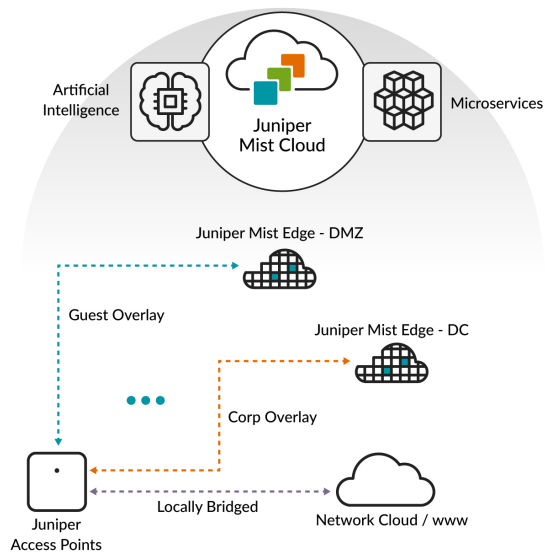 Artificial
Intelligence
Juniper
Mist Cloud
Microservices
Juniper Mist Edge - DMZ
Guest Overlay
Juniper Mist Edge - DC
Corp Overlay
Locally Bridged
Juniper
Access Points
Network Cloud / www